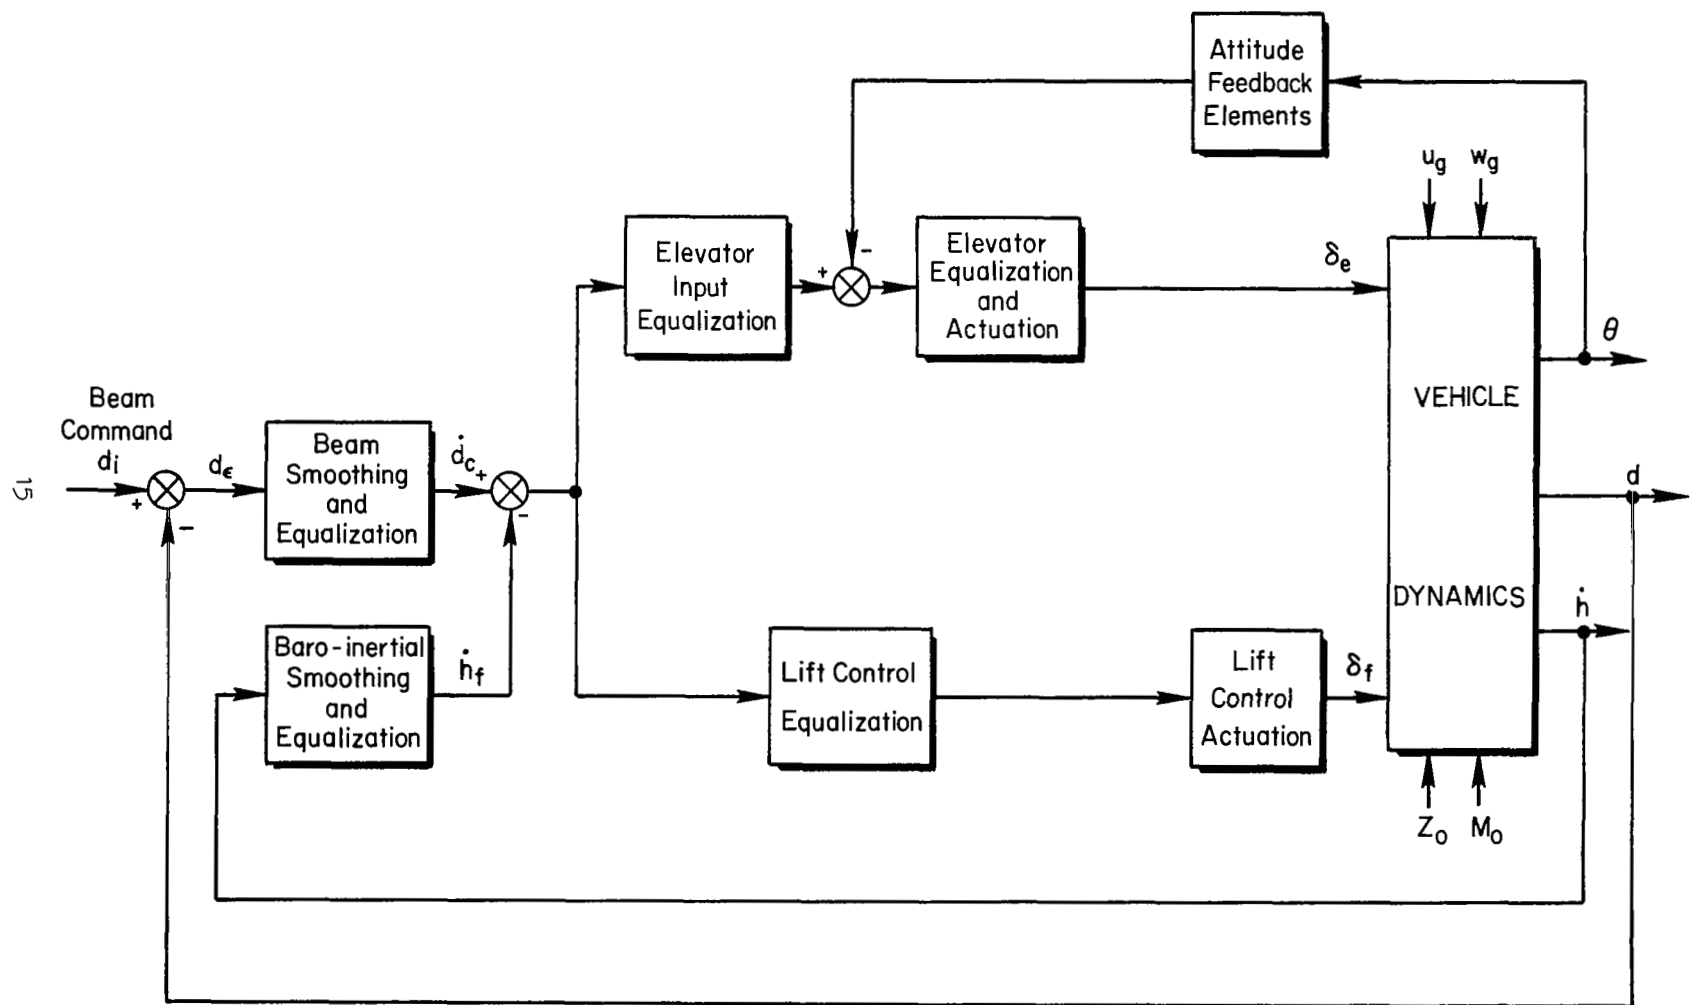 Attitude
Feedback
Elements
u_g w_g
Elevator
Input
Equalization
+
-
Elevator
Equalization
and
Actuation
δ_e
θ
VEHICLE
DYNAMICS
Beam
Command
d_i
+
-
d_ε
Beam
Smoothing
and
Equalization
ḋ_c
+
-
d
ḣ
Baro-inertial
Smoothing
and
Equalization
ḣ_f
Lift Control
Equalization
Lift
Control
Actuation
δ_f
Z_o M_o
15